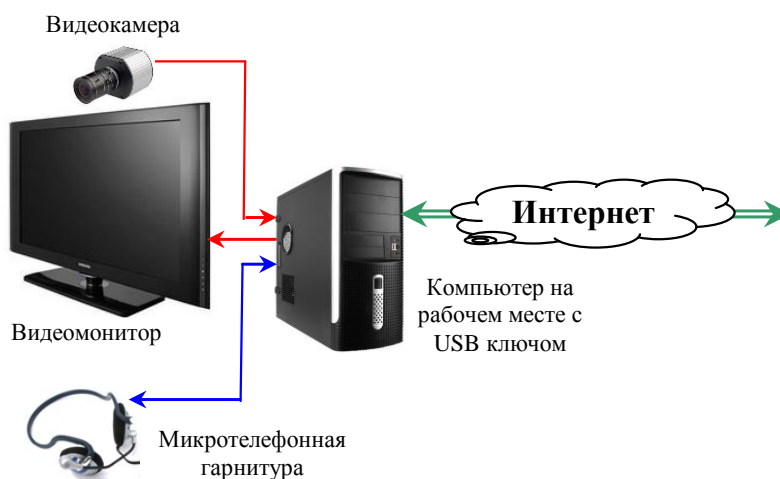 Видеокамера
Интернет
Компьютер на
рабочем месте с
USB ключом
Видеомонитор
Микротелефонная
гарнитура